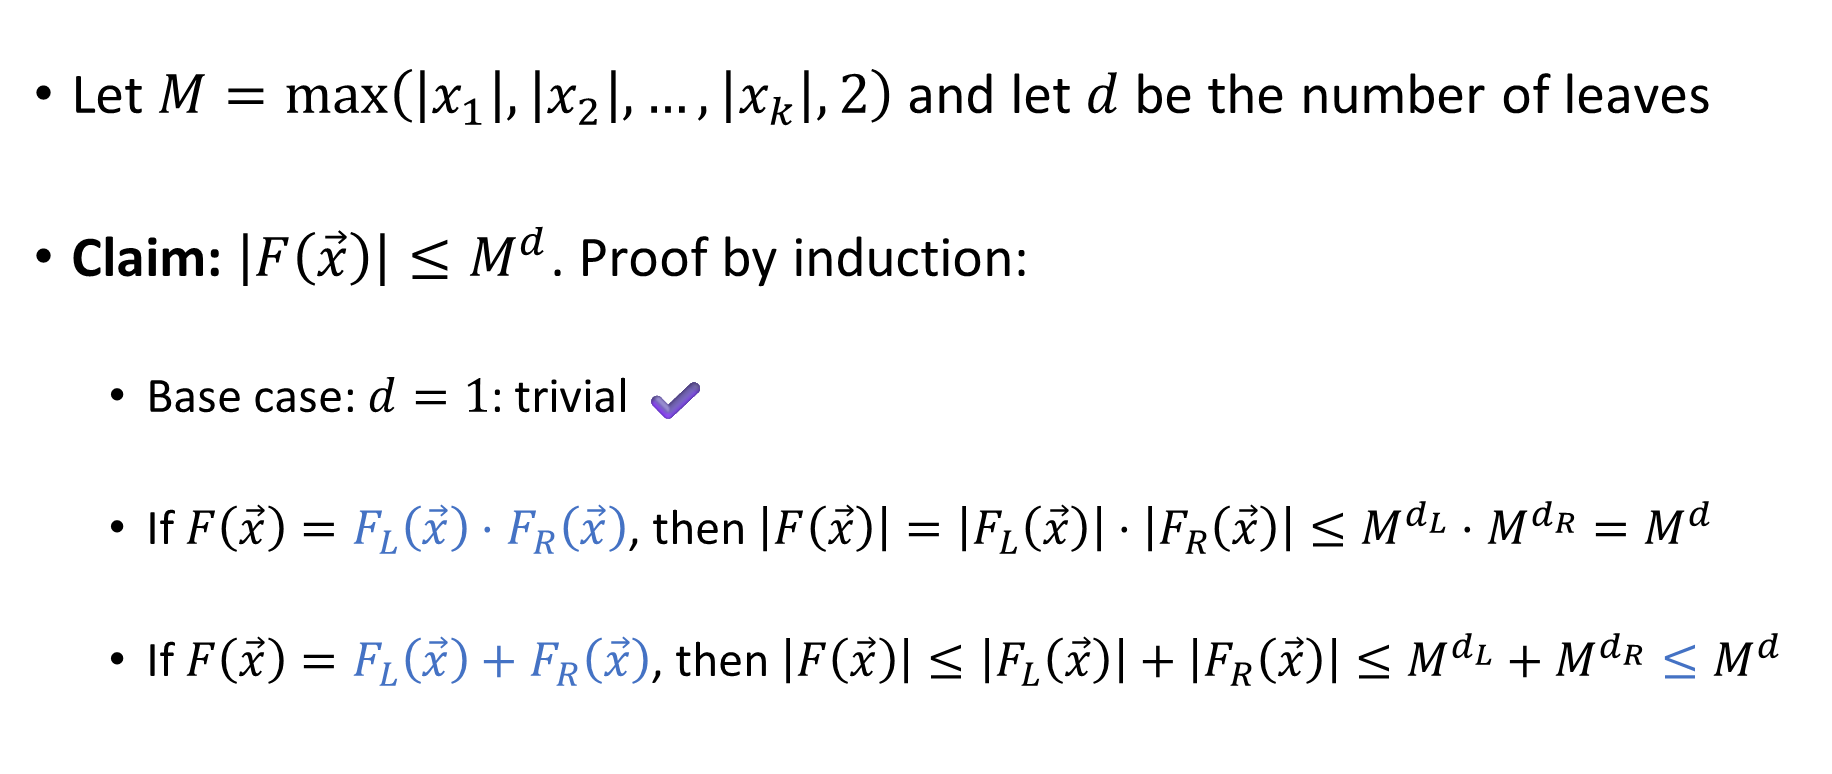 • Let 𝑀 = max(|𝑥₁|, |𝑥₂|, … , |𝑥ₖ|, 2) and let 𝑑 be the number of leaves
• Claim: |𝐹(𝑥⃗)| ≤ 𝑀^𝑑. Proof by induction:
• Base case: 𝑑 = 1: trivial ✓
• If 𝐹(𝑥⃗) = 𝐹_𝐿(𝑥⃗) · 𝐹_𝑅(𝑥⃗), then |𝐹(𝑥⃗)| = |𝐹_𝐿(𝑥⃗)| · |𝐹_𝑅(𝑥⃗)| ≤ 𝑀^{𝑑_𝐿} · 𝑀^{𝑑_𝑅} = 𝑀^𝑑
• If 𝐹(𝑥⃗) = 𝐹_𝐿(𝑥⃗) + 𝐹_𝑅(𝑥⃗), then |𝐹(𝑥⃗)| ≤ |𝐹_𝐿(𝑥⃗)| + |𝐹_𝑅(𝑥⃗)| ≤ 𝑀^{𝑑_𝐿} + 𝑀^{𝑑_𝑅} ≤ 𝑀^𝑑